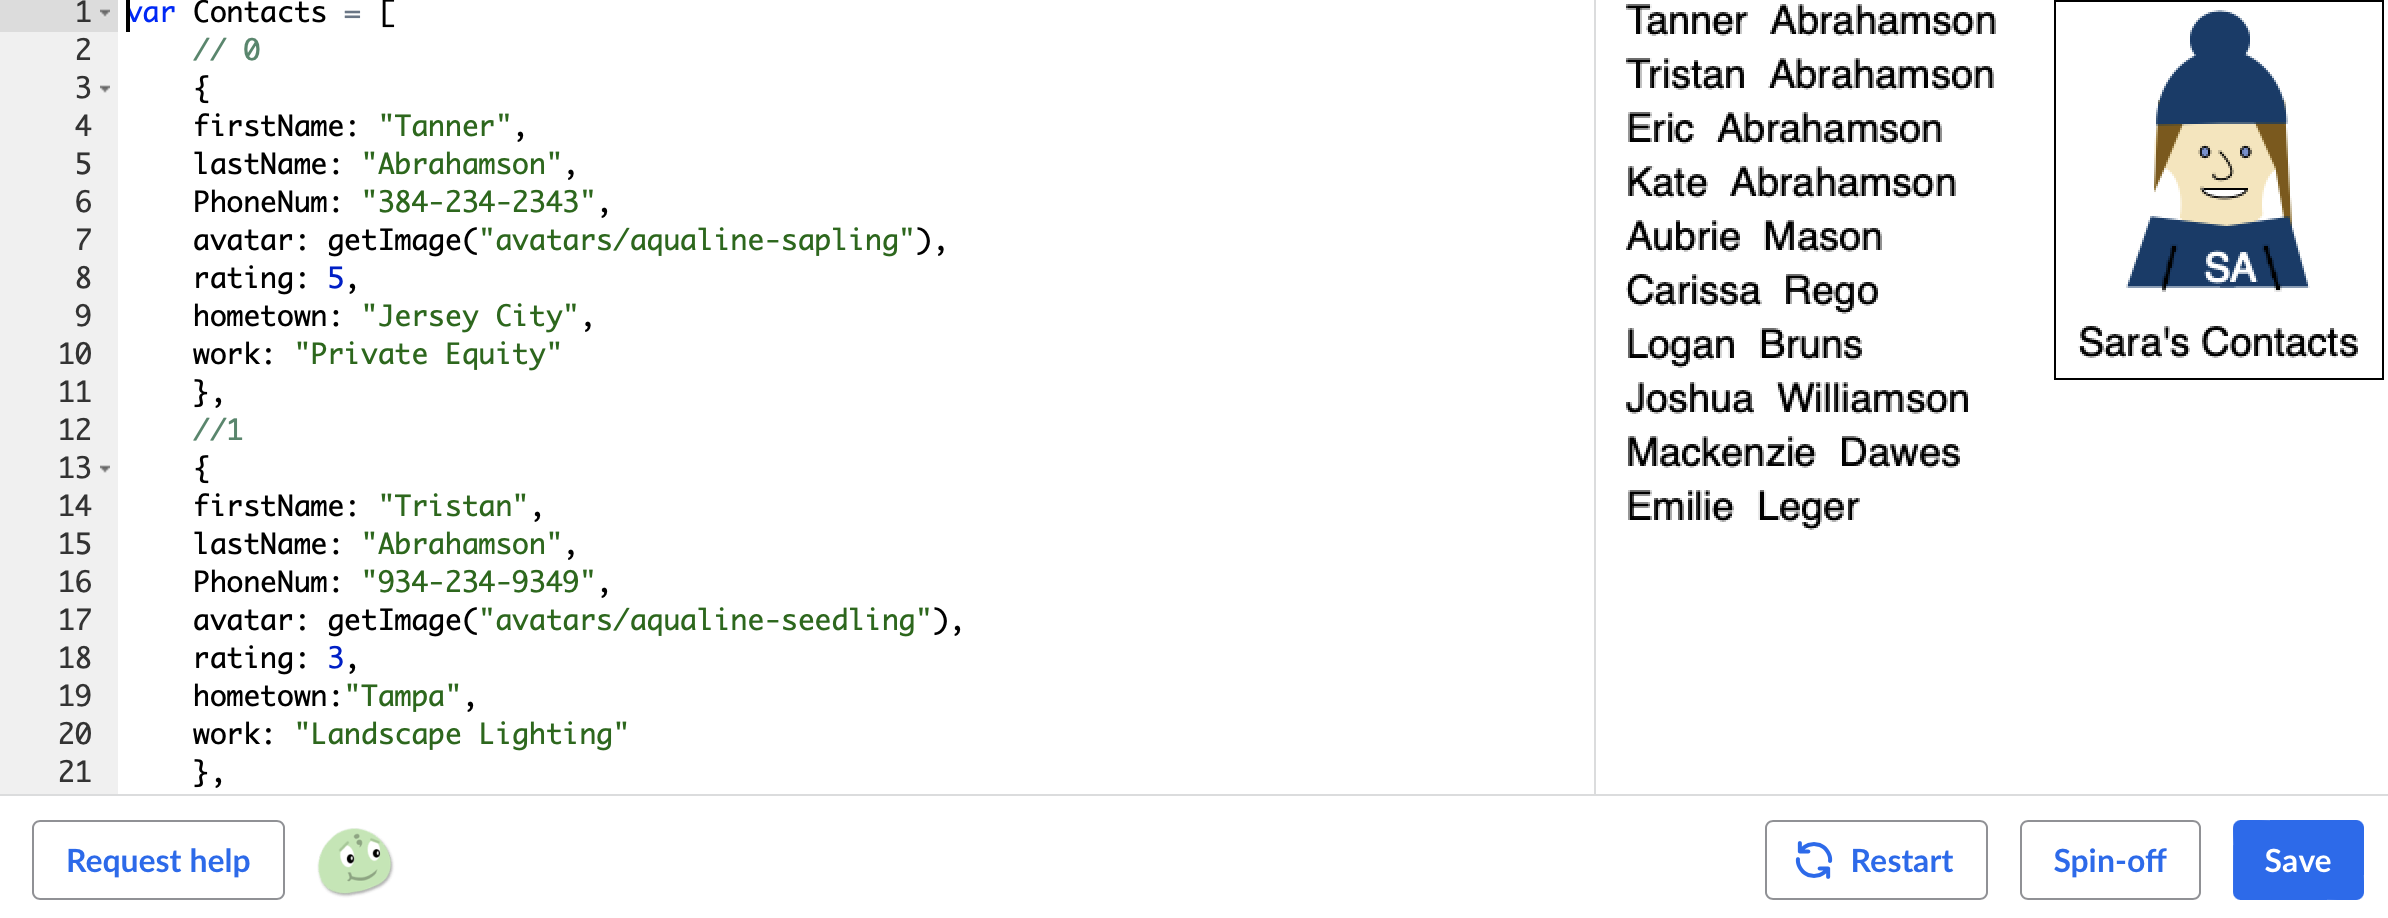 1 var Contacts = [
2 // 0
3 {
4 firstName: "Tanner",
5 lastName: "Abrahamson",
6 PhoneNum: "384-234-2343",
7 avatar: getImage("avatars/aqualine-sapling"),
8 rating: 5,
9 hometown: "Jersey City",
10 work: "Private Equity"
11 },
12 //1
13 {
14 firstName: "Tristan",
15 lastName: "Abrahamson",
16 PhoneNum: "934-234-9349",
17 avatar: getImage("avatars/aqualine-seedling"),
18 rating: 3,
19 hometown:"Tampa",
20 work: "Landscape Lighting"
21 },
Tanner Abrahamson
Tristan Abrahamson
Eric Abrahamson
Kate Abrahamson
Aubrie Mason
Carissa Rego
Logan Bruns
Joshua Williamson
Mackenzie Dawes
Emilie Leger
SA
Sara's Contacts
Request help
Restart
Spin-off
Save